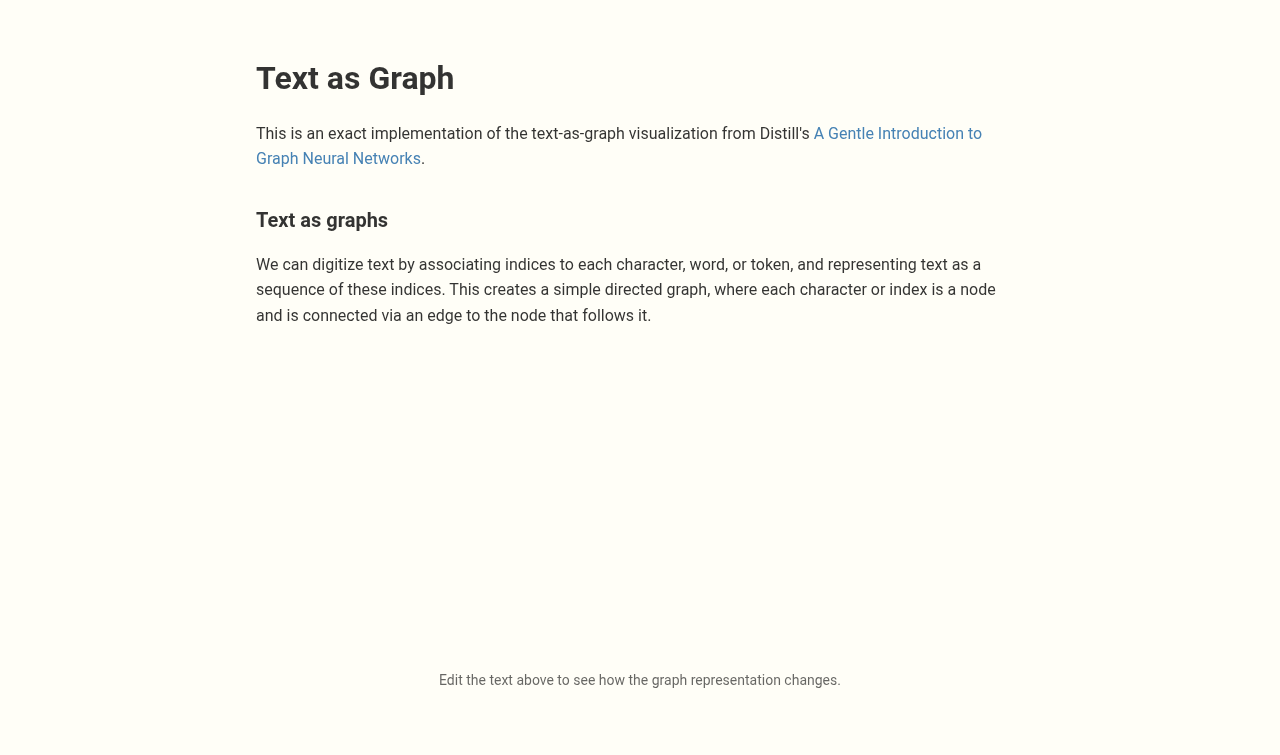 Text as Graph
This is an exact implementation of the text-as-graph visualization from Distill's A Gentle Introduction to
Graph Neural Networks.
Text as graphs
We can digitize text by associating indices to each character, word, or token, and representing text as a
sequence of these indices. This creates a simple directed graph, where each character or index is a node
and is connected via an edge to the node that follows it.
Edit the text above to see how the graph representation changes.